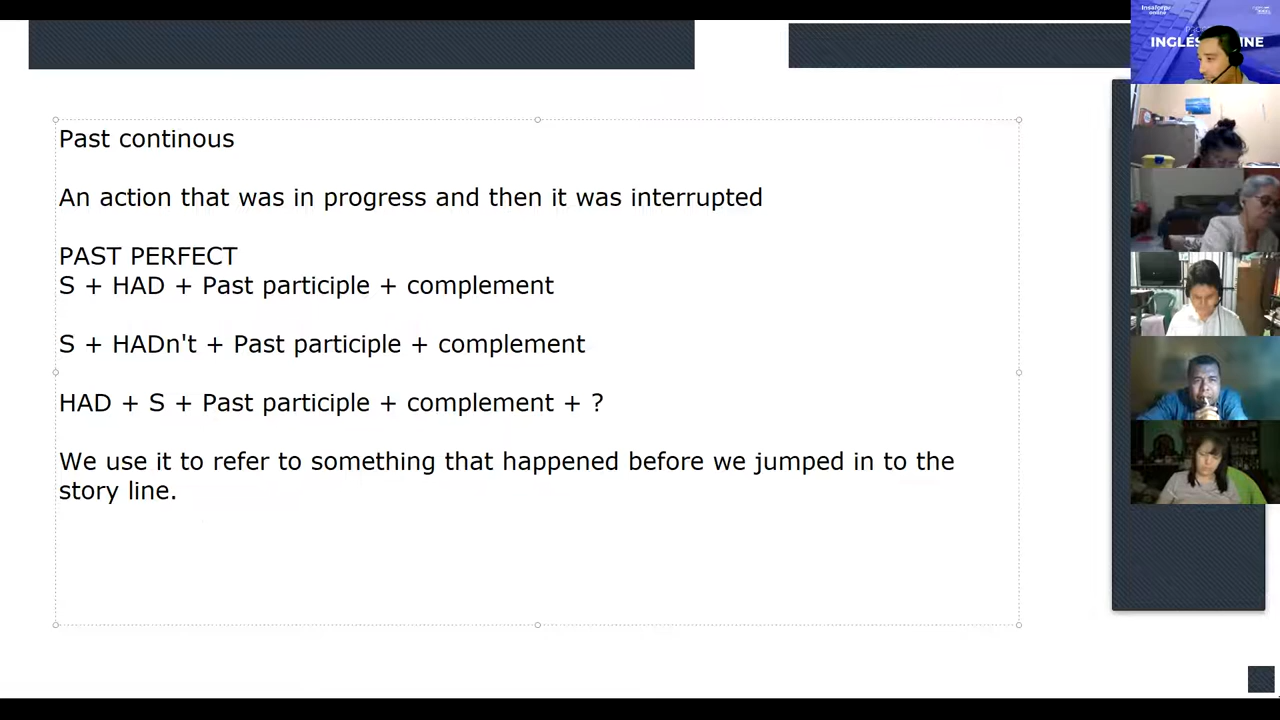 Insaforp
online
INGLÉS
INE
Past continous
An action that was in progress and then it was interrupted
PAST PERFECT
S + HAD + Past participle + complement
S + HADn't + Past participle + complement
HAD + S + Past participle + complement + ?
We use it to refer to something that happened before we jumped in to the
story line.